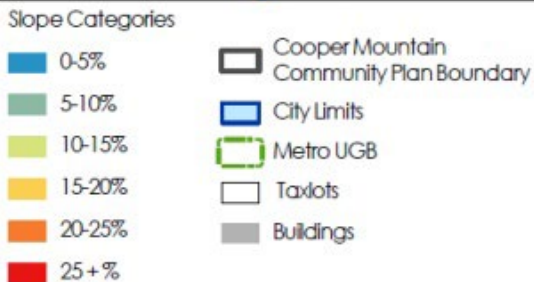 Slope Categories
0-5%
5-10%
10-15%
15-20%
20-25%
25+%
Cooper Mountain
Community Plan Boundary
City Limits
Metro UGB
Taxlots
Buildings